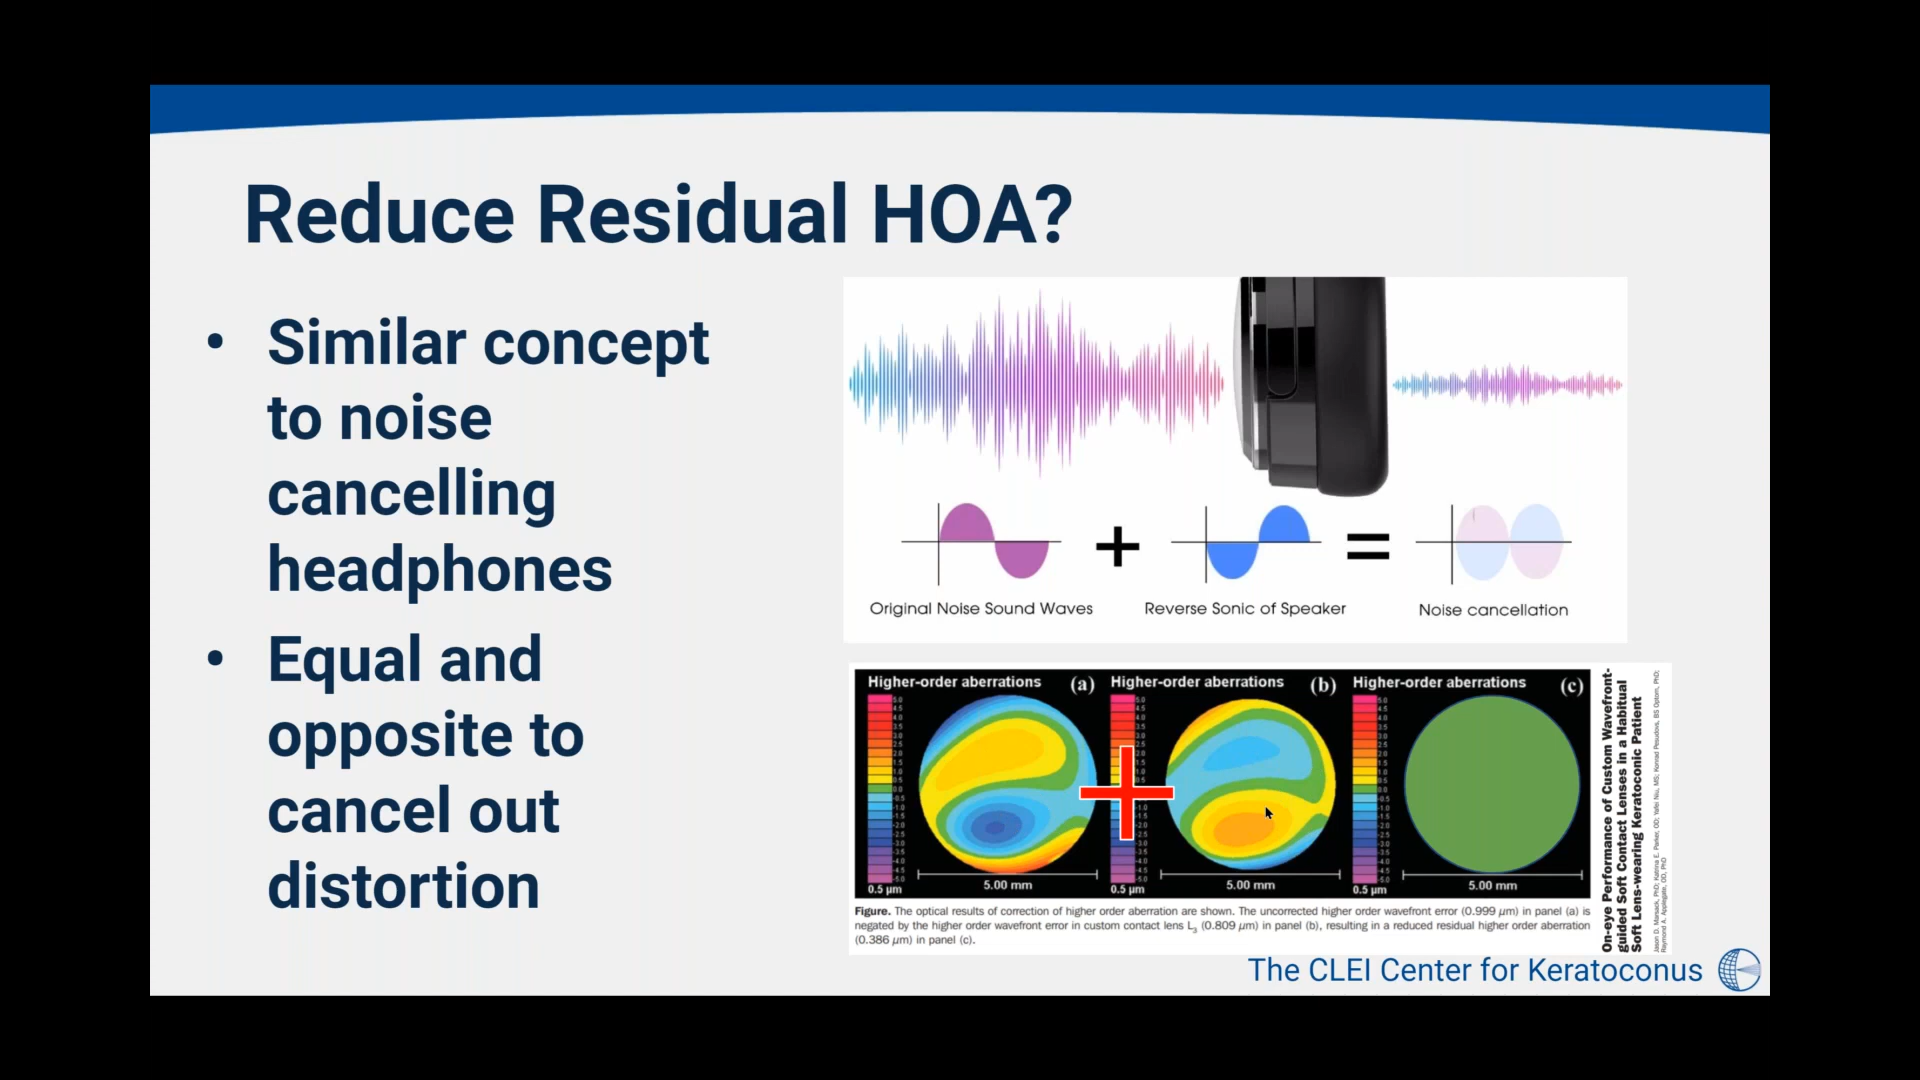 Reduce Residual HOA?
• Similar concept
to noise
cancelling
headphones
• Equal and
opposite to
cancel out
distortion
Original Noise Sound Waves
Reverse Sonic of Speaker
Noise cancellation
Higher-order aberrations (a)
0.5 µm
5.00 mm
Higher-order aberrations (b)
0.5 µm
5.00 mm
Higher-order aberrations (c)
0.5 µm
5.00 mm
Figure. The optical results of correction of higher order aberration are shown. The uncorrected higher order wavefront error (0.999 µm) in panel (a) is
negated by the higher order wavefront error in custom contact lens L3 (0.809 µm) in panel (b), resulting in a reduced residual higher order aberration
(0.386 µm) in panel (c).
On-eye Performance of Custom Wavefront-
guided Soft Contact Lenses in a Habitual
Soft Lens-wearing Keratoconic Patient
The CLEI Center for Keratoconus